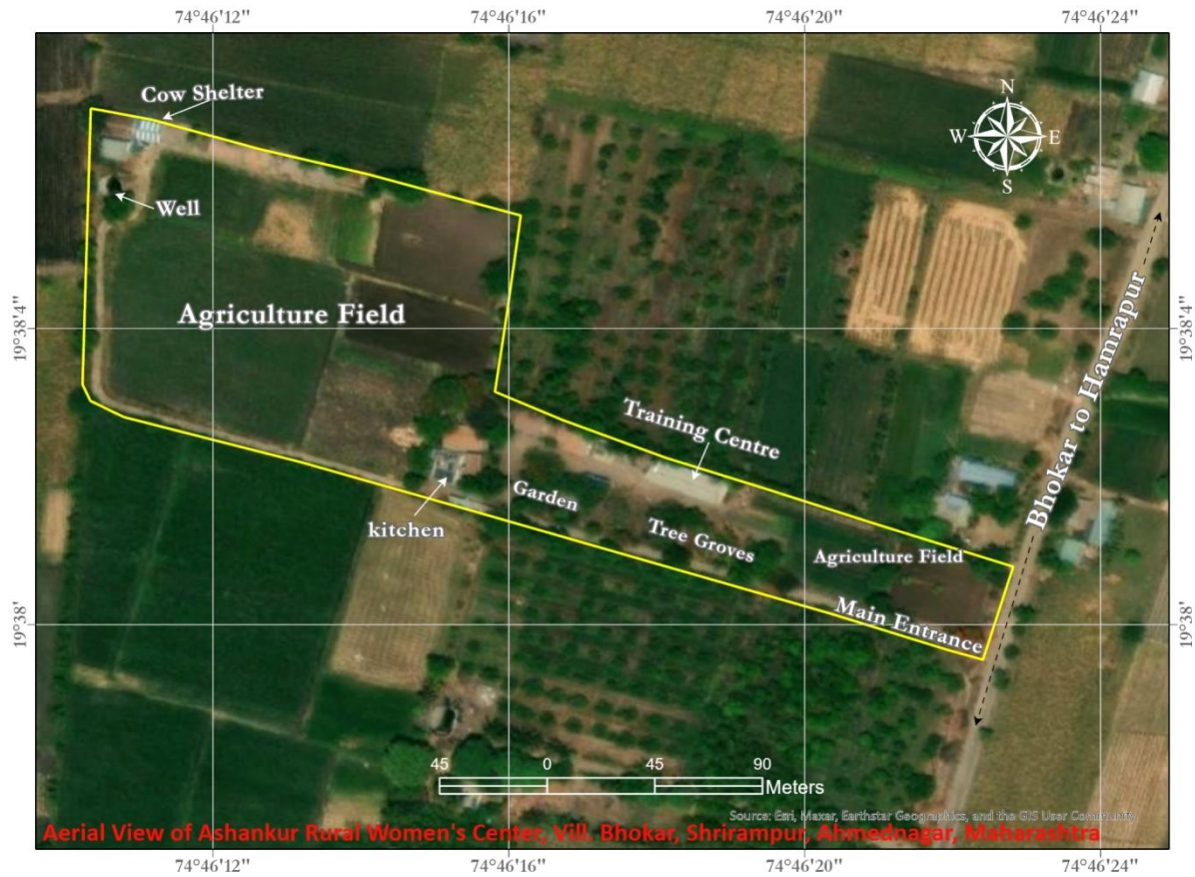 74°46'12"
74°46'16"
74°46'20"
74°46'24"
Cow Shelter
N
W
E
S
Well
19°38'4"
Agriculture Field
19°38'4"
Bhokar to Hamrapur
Training Centre
Garden
kitchen
Tree Groves
Agriculture Field
Main Entrance
19°38"
19°38"
45
0
45
90
Meters
Source: Esri, Maxar, Earthstar Geographics, and the GIS User Community
Aerial View of Ashankur Rural Women's Center, Vill. Bhokar, Shrirampur, Ahmednagar, Maharashtra
74°46'12"
74°46'16"
74°46'20"
74°46'24"